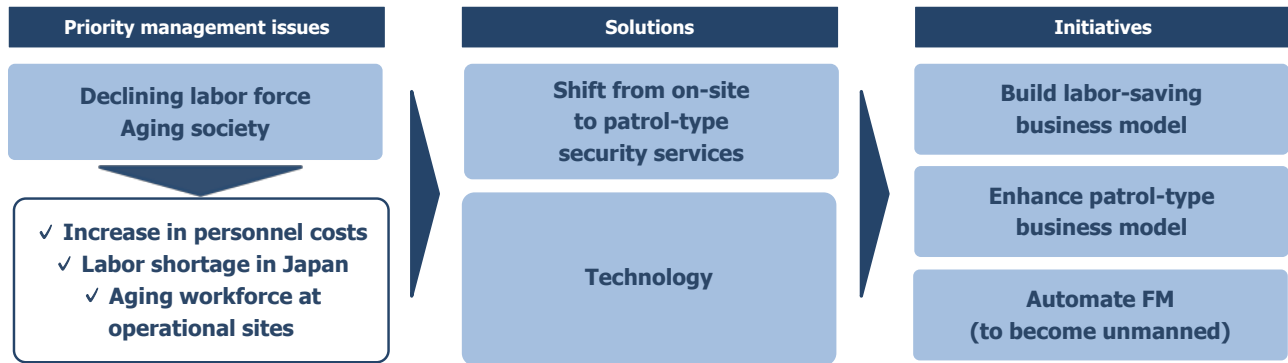 Priority management issues
Declining labor force
Aging society
✓ Increase in personnel costs
✓ Labor shortage in Japan
✓ Aging workforce at
operational sites
Solutions
Shift from on-site
to patrol-type
security services
Technology
Initiatives
Build labor-saving
business model
Enhance patrol-type
business model
Automate FM
(to become unmanned)